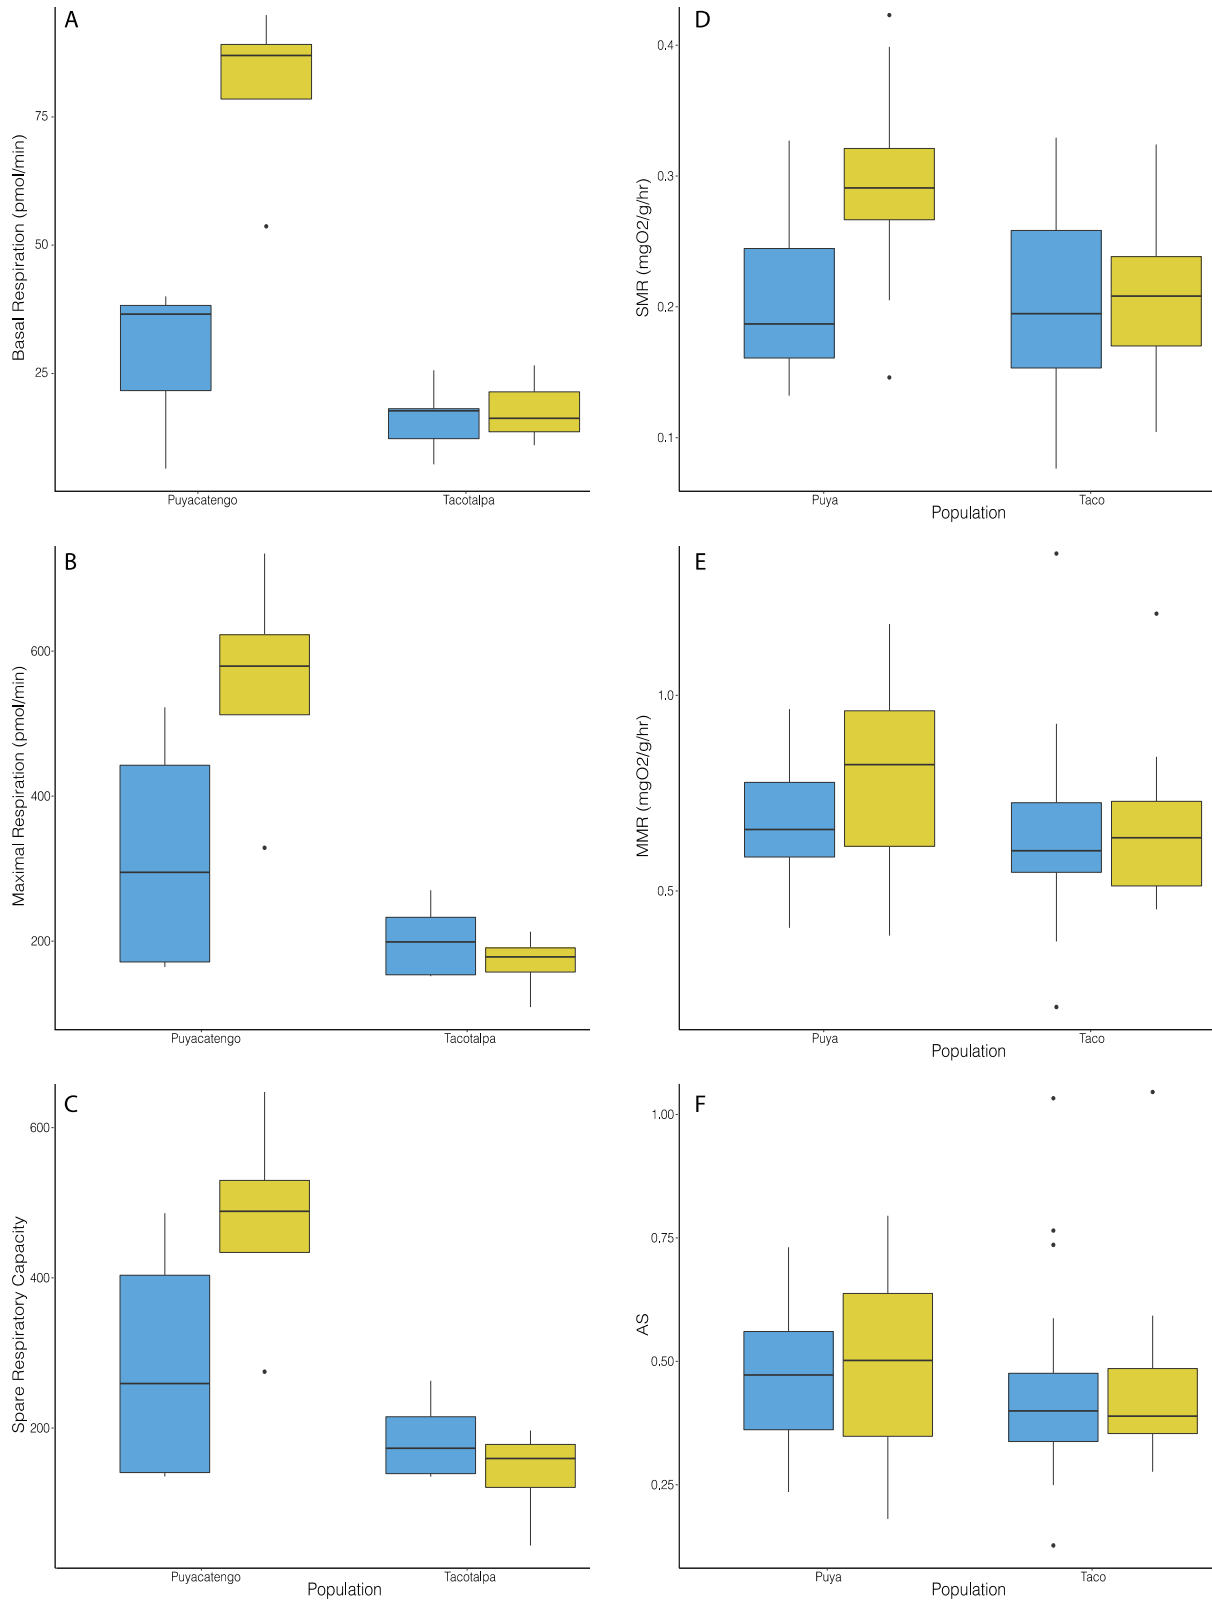 A
Basal Respiration (pmol/min)
75
50
25
Puyacatengo
Tacotalpa
B
Maximal Respiration (pmol/min)
600
400
200
Puyacatengo
Tacotalpa
C
Spare Respiratory Capacity
600
400
200
Puyacatengo
Tacotalpa
Population
D
SMR (mgO2/g/hr)
0.4
0.3
0.2
0.1
Puya
Taco
Population
E
MMR (mgO2/g/hr)
1.0
0.5
Puya
Taco
Population
F
AS
1.00
0.75
0.50
0.25
Puya
Taco
Population